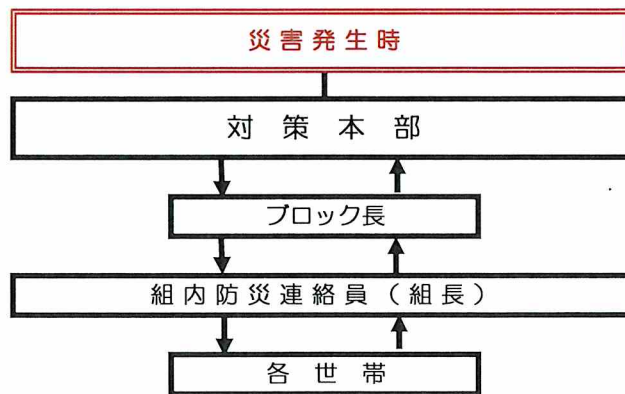 災害発生時
対策本部
ブロック長
組内防災連絡員（組長）
各世帯